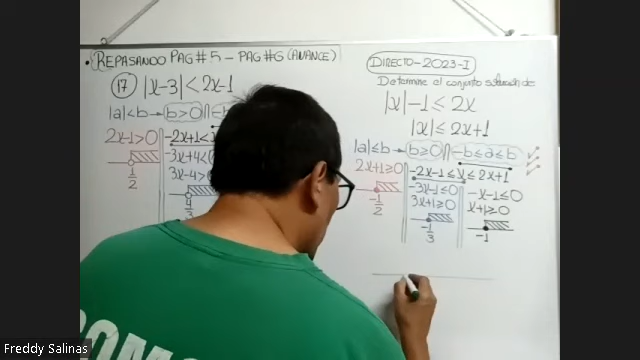 • REPASANDO PAG#5 – PAG#6 (AVANCE)
17 |x-3| < 2x-1
|a|<b → b>0 ∥ -b
2x-1>0 ∥ -2x+1<
-3x+4<
3x-4>
1/2
4/3
DIRECTO-2023-I
Determine el conjunto solución de:
|x|-1 ≤ 2x
|x| ≤ 2x+1
|a|≤b → b≥0 ∥ -b≤a≤b
2x+1≥0 ∥ -2x-1≤x≤2x+1
-3x-1≤0 ∥ -x-1≤0
3x+1≥0 ∥ x+1≥0
-1/2
-1/3
-1
Freddy Salinas